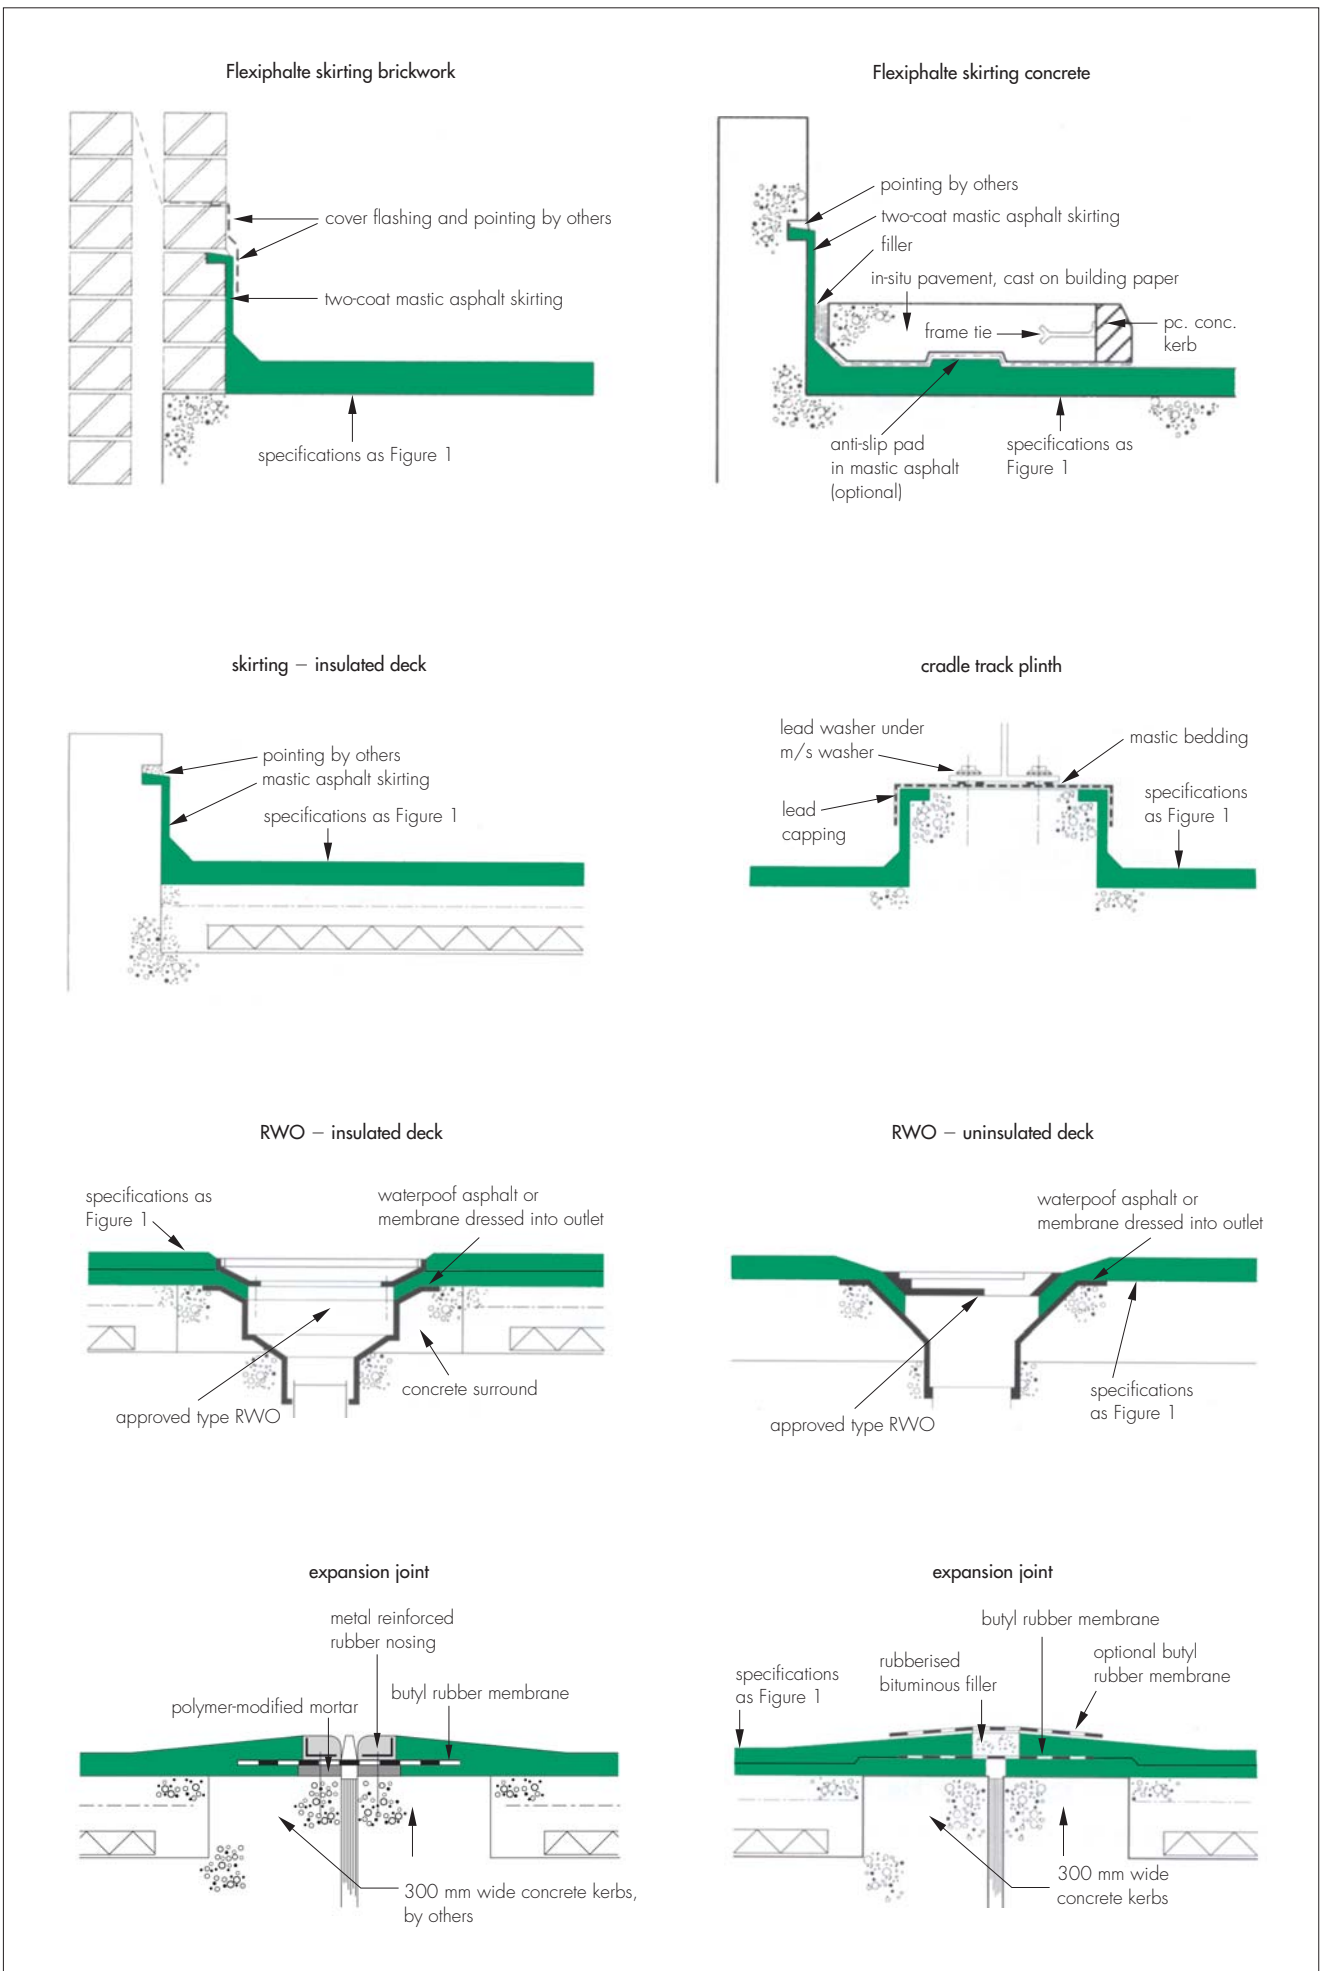 Flexiphalte skirting brickwork
cover flashing and pointing by others
two-coat mastic asphalt skirting
specifications as Figure 1
Flexiphalte skirting concrete
pointing by others
two-coat mastic asphalt skirting
filler
in-situ pavement, cast on building paper
frame tie
pc. conc.
kerb
anti-slip pad
in mastic asphalt
(optional)
specifications as
Figure 1
skirting – insulated deck
pointing by others
mastic asphalt skirting
specifications as Figure 1
cradle track plinth
lead washer under
m/s washer
mastic bedding
lead
capping
specifications
as Figure 1
RWO – insulated deck
specifications as
Figure 1
waterpoof asphalt or
membrane dressed into outlet
concrete surround
approved type RWO
RWO – uninsulated deck
waterpoof asphalt or
membrane dressed into outlet
specifications
as Figure 1
approved type RWO
expansion joint
metal reinforced
rubber nosing
polymer-modified mortar
butyl rubber membrane
300 mm wide concrete kerbs,
by others
expansion joint
butyl rubber membrane
optional butyl
rubber membrane
rubberised
bituminous filler
specifications
as Figure 1
300 mm wide
concrete kerbs